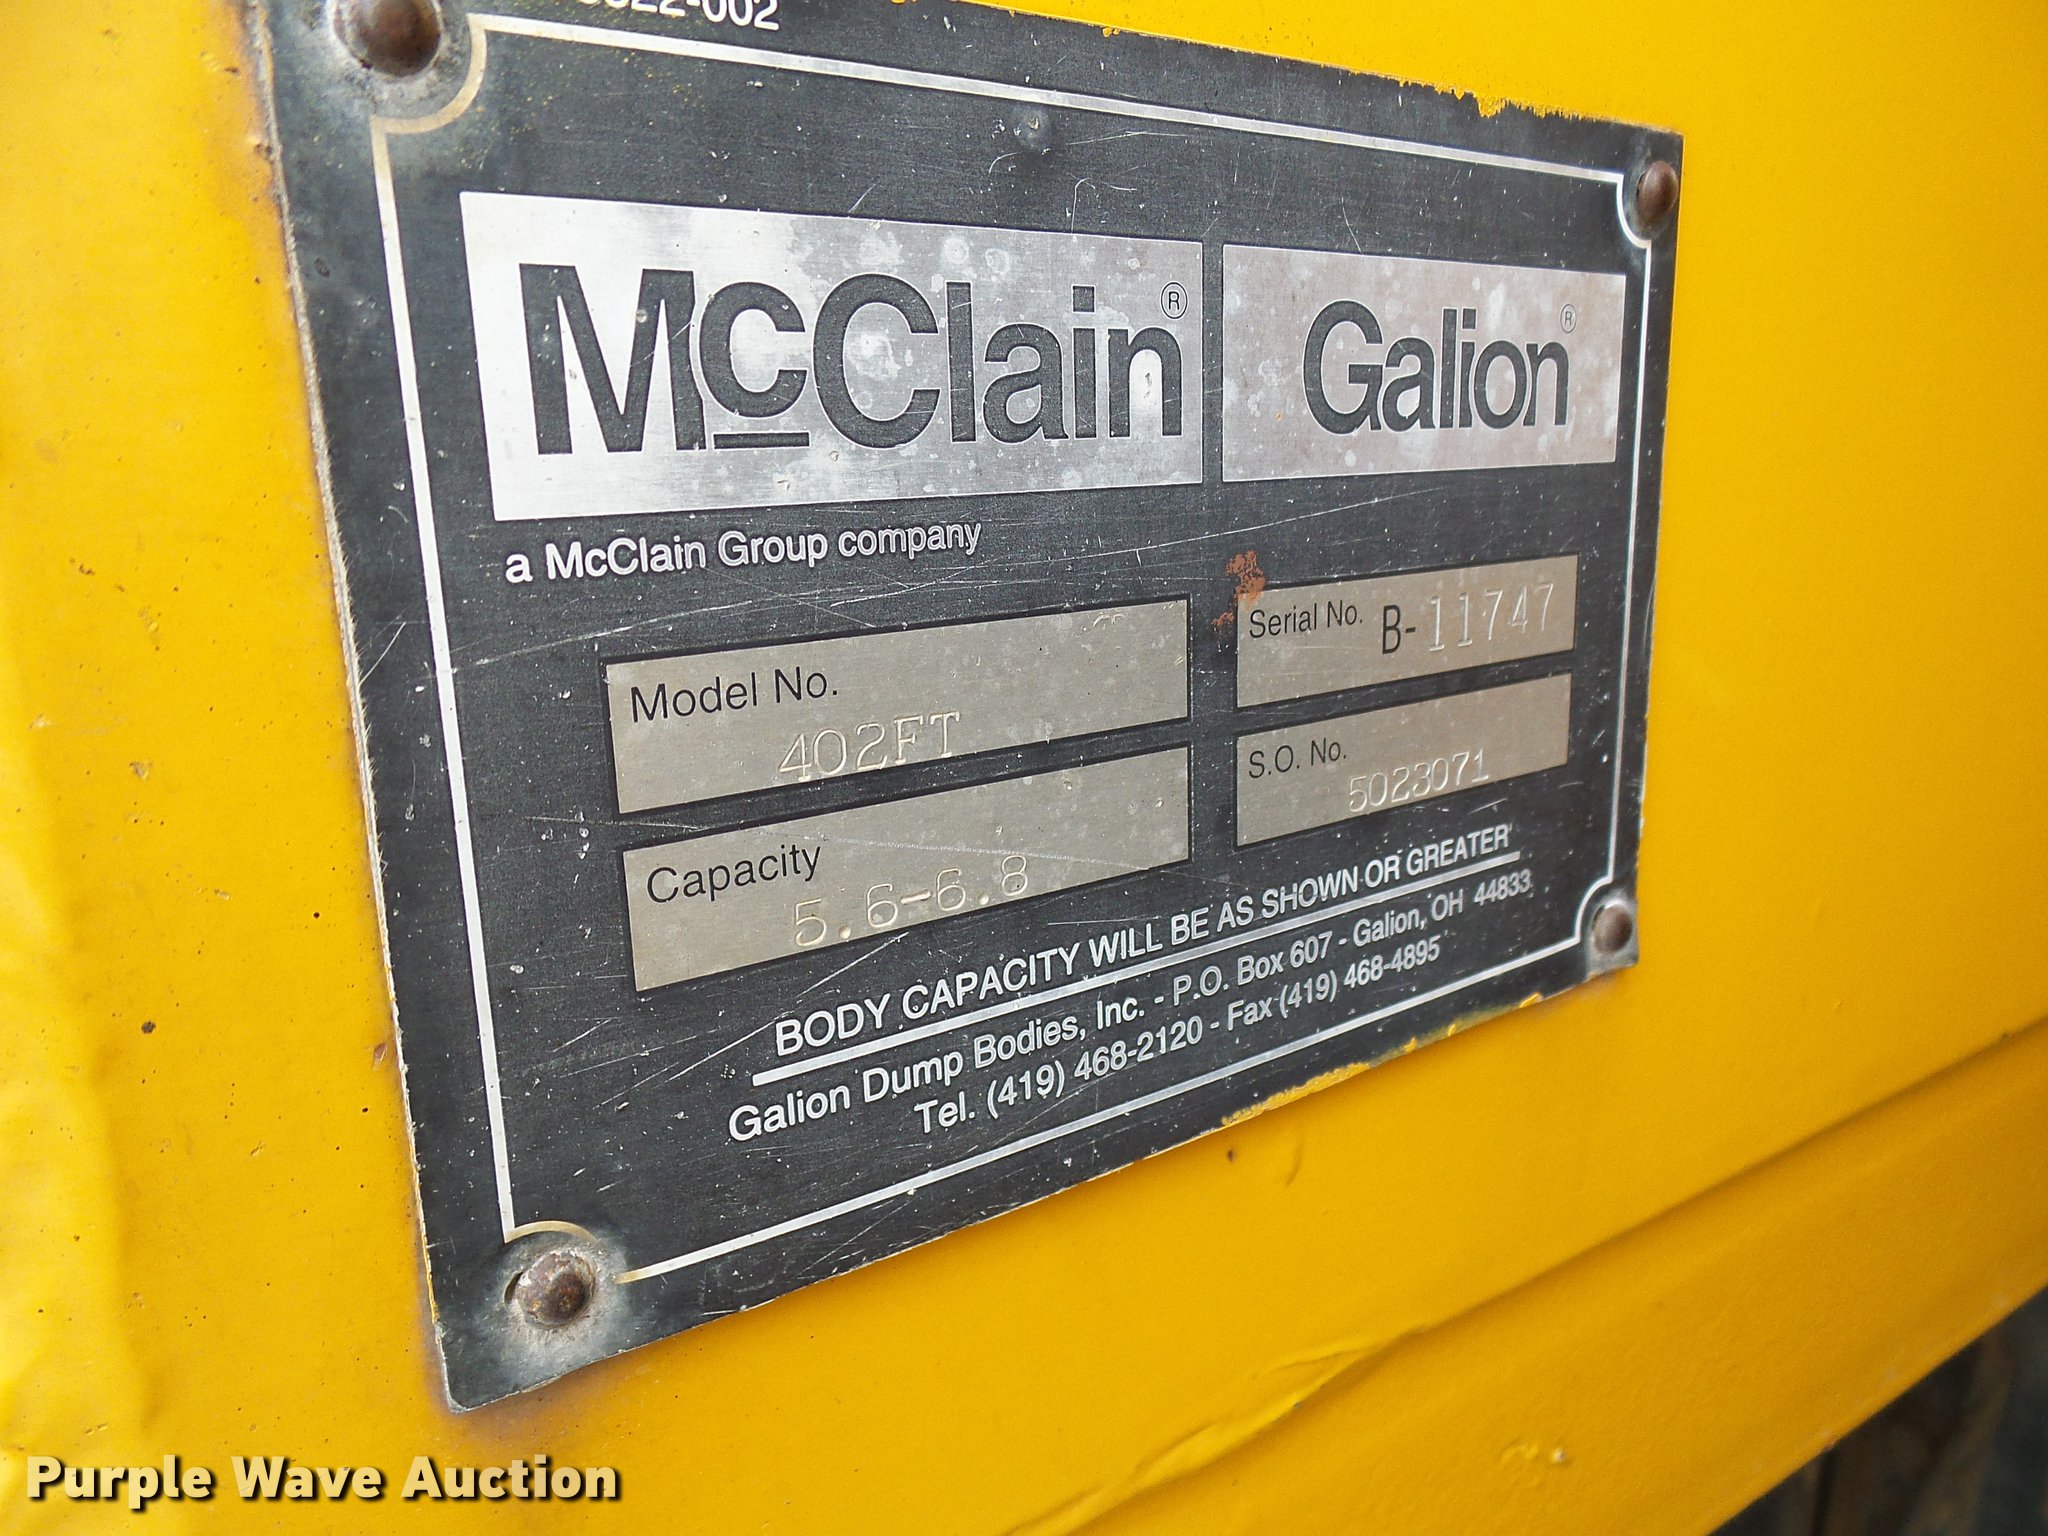 McClain® Galion®
a McClain Group company
Model No. 402FT
Serial No. B-11747
Capacity 5.6-6.8
S.O. No. 5023071
BODY CAPACITY WILL BE AS SHOWN OR GREATER
Galion Dump Bodies, Inc. - P.O. Box 607 - Galion, OH 44833
Tel. (419) 468-2120 - Fax (419) 468-4895
Purple Wave Auction